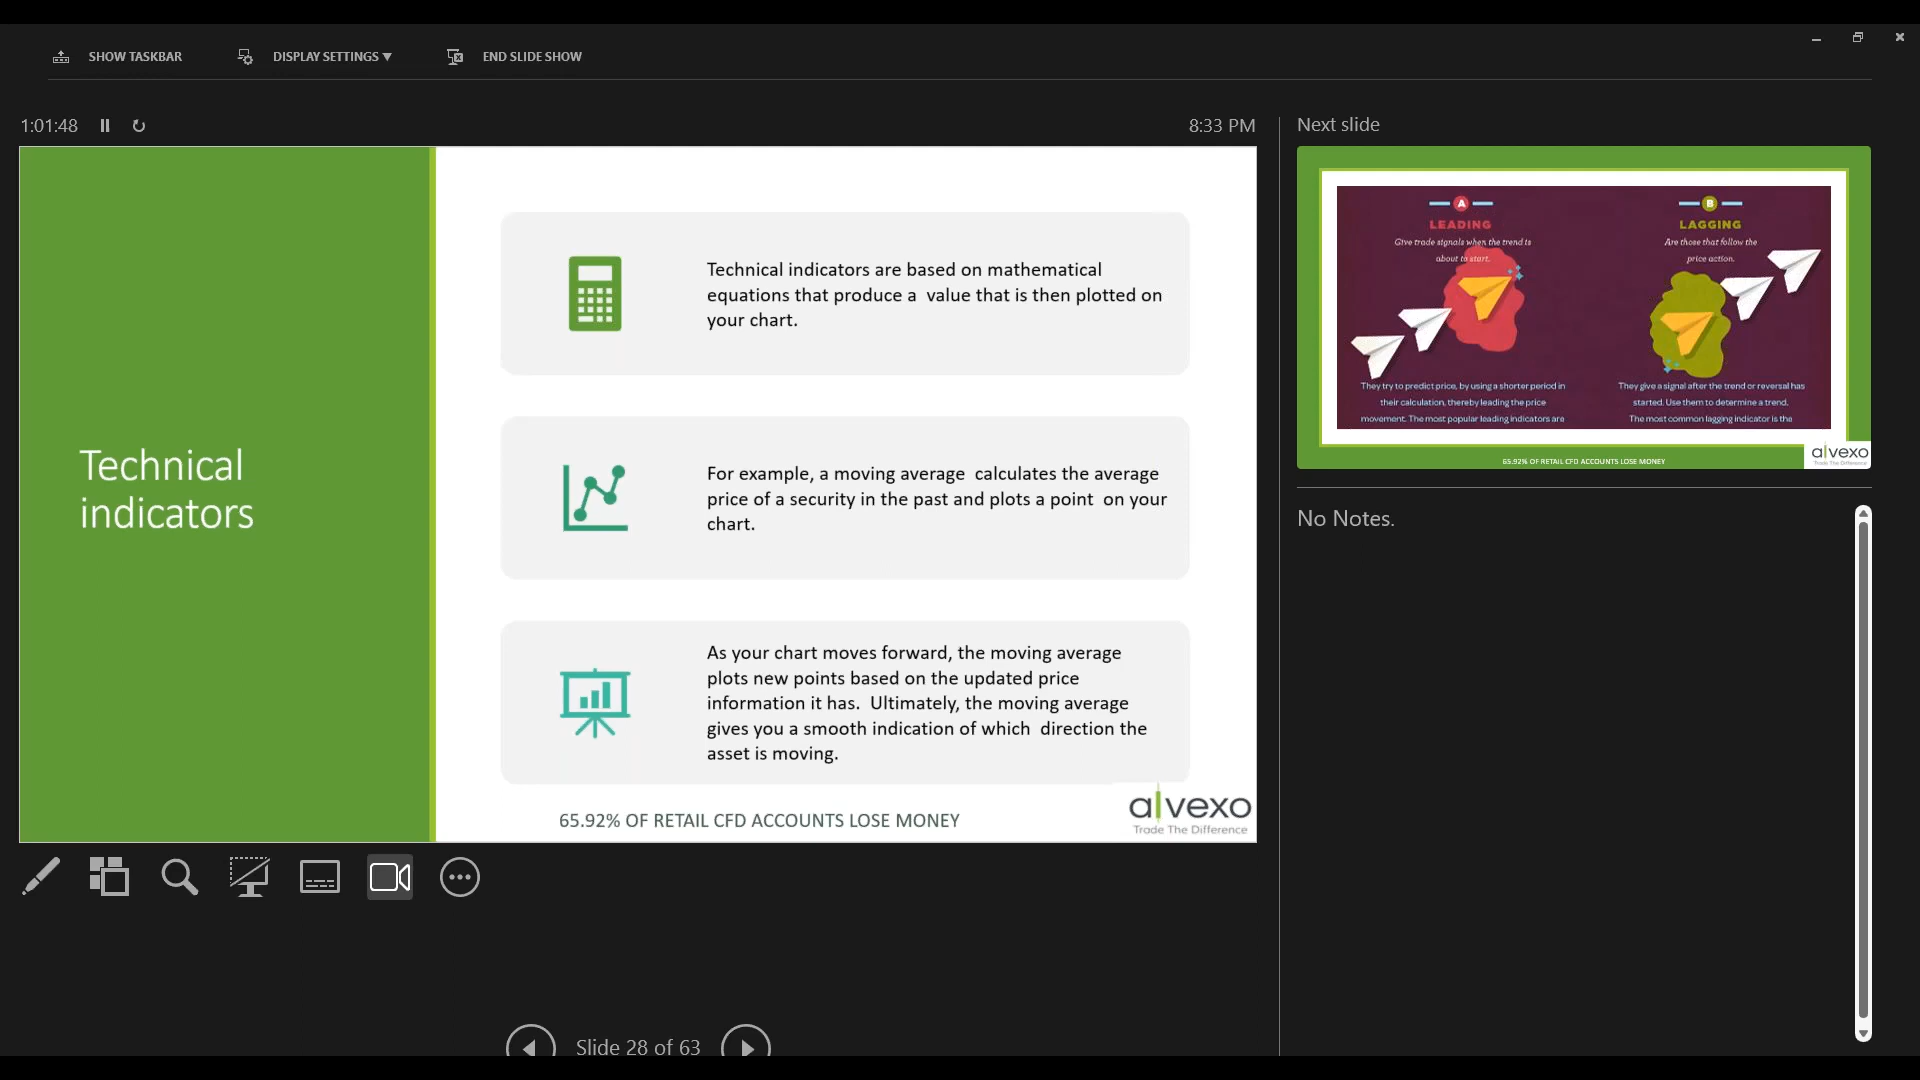 SHOW TASKBAR
DISPLAY SETTINGS
END SLIDE SHOW
1:01:48
8:33 PM
Technical
indicators
Technical indicators are based on mathematical
equations that produce a value that is then plotted on
your chart.
For example, a moving average calculates the average
price of a security in the past and plots a point on your
chart.
As your chart moves forward, the moving average
plots new points based on the updated price
information it has. Ultimately, the moving average
gives you a smooth indication of which direction the
asset is moving.
65.92% OF RETAIL CFD ACCOUNTS LOSE MONEY
alvexo
Trade The Difference
Slide 28 of 63
Next slide
A
LEADING
Give trade signals when the trend is
about to start.
They try to predict price, by using a shorter period in
their calculation, thereby leading the price
movement. The most popular leading indicators are
B
LAGGING
Are those that follow the
price action.
They give a signal after the trend or reversal has
started. Use them to determine a trend.
The most common lagging indicator is the
65.92% OF RETAIL CFD ACCOUNTS LOSE MONEY
alvexo
Trade The Difference
No Notes.